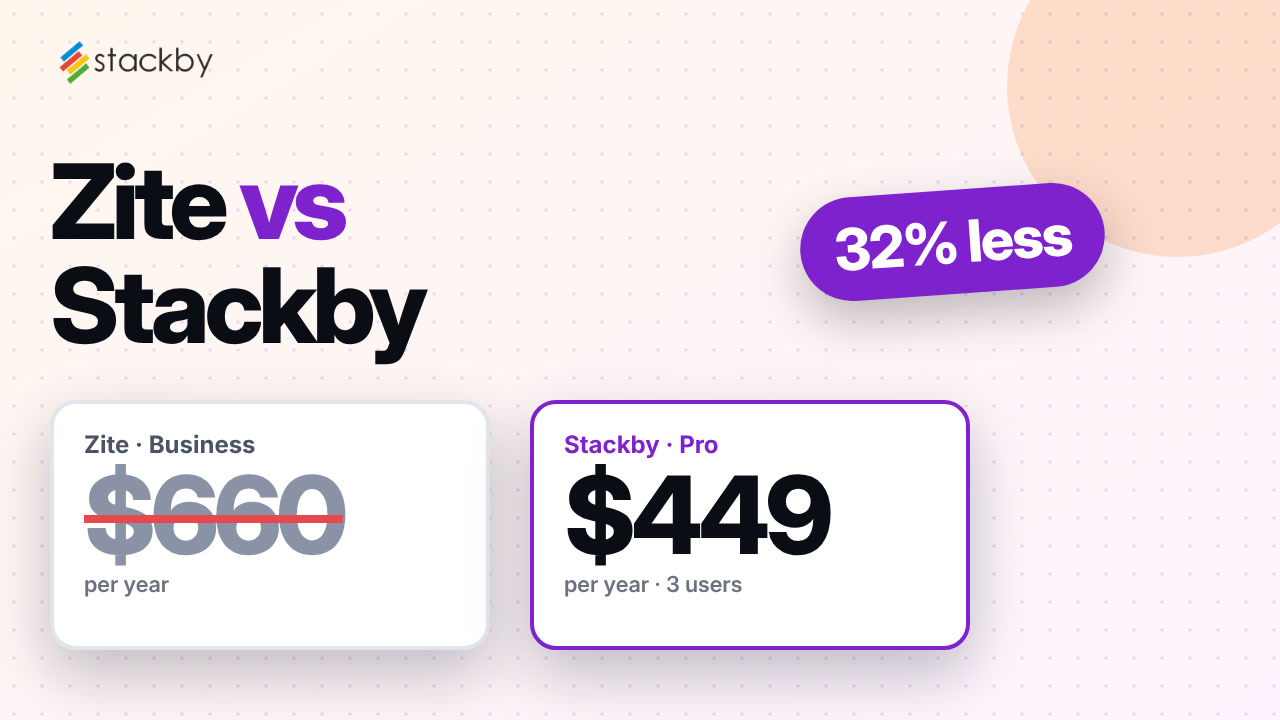 stackby
Zite vs
Stackby
32% less
Zite · Business
$660
per year
Stackby · Pro
$449
per year · 3 users